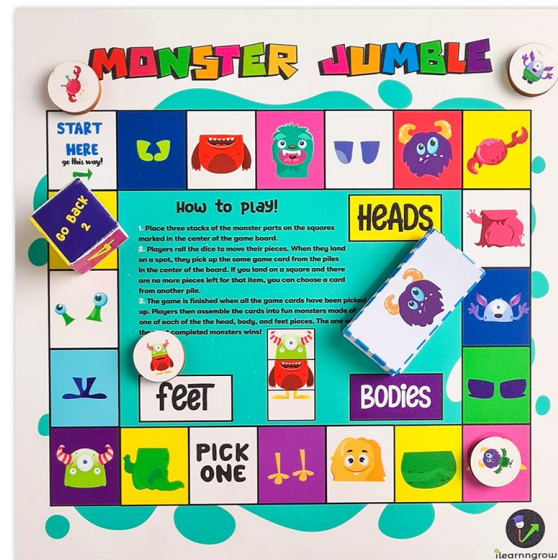 MONSTER JUMBLE
START
HERE
go this way!
GO BACK
2
How to play!
HEADS
1. Place three stacks of the monster parts on the squares
marked in the center of the game board.
2. Players roll the dice to move their pieces. When they land
on a spot, they pick up the some game card from the piles
in the center of the board. If you land on a square and there
are no more pieces left for that item, you can choose a card
from another pile.
3. The game is finished when all the game cards have been picked
up. Players then assemble the cards into fun monsters made of
one of each of the the head, body, and feet pieces. The one
completed monsters wins!
feeT
BODIES
PICK
ONE
ilearnngrow